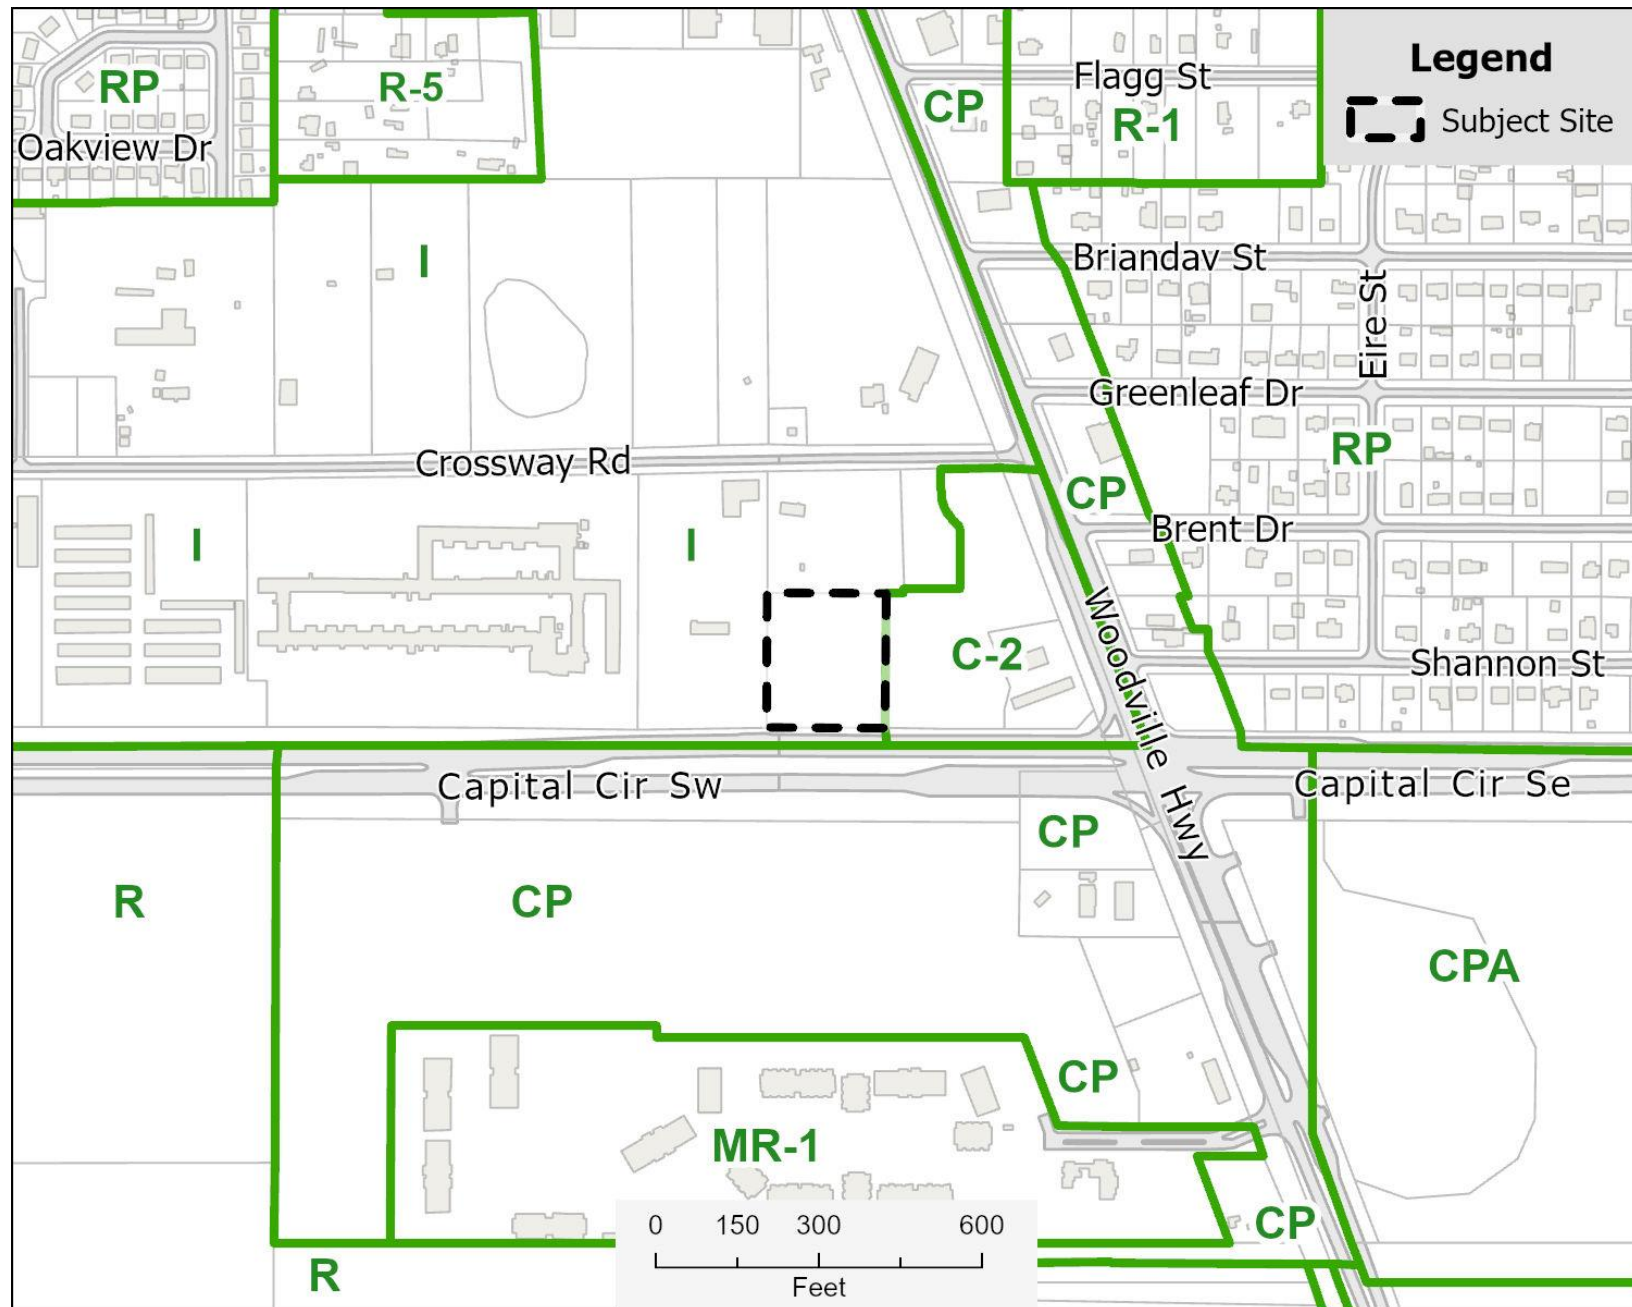 Legend
Subject Site
RP
R-5
CP
Flagg St
R-1
Oakview Dr
I
Briandav St
Eire St
Greenleaf Dr
RP
Crossway Rd
CP
Brent Dr
I
I
C-2
Woodville Hwy
Shannon St
Capital Cir Sw
Capital Cir Se
CP
R
CP
CPA
CP
MR-1
CP
R
0 150 300 600
Feet